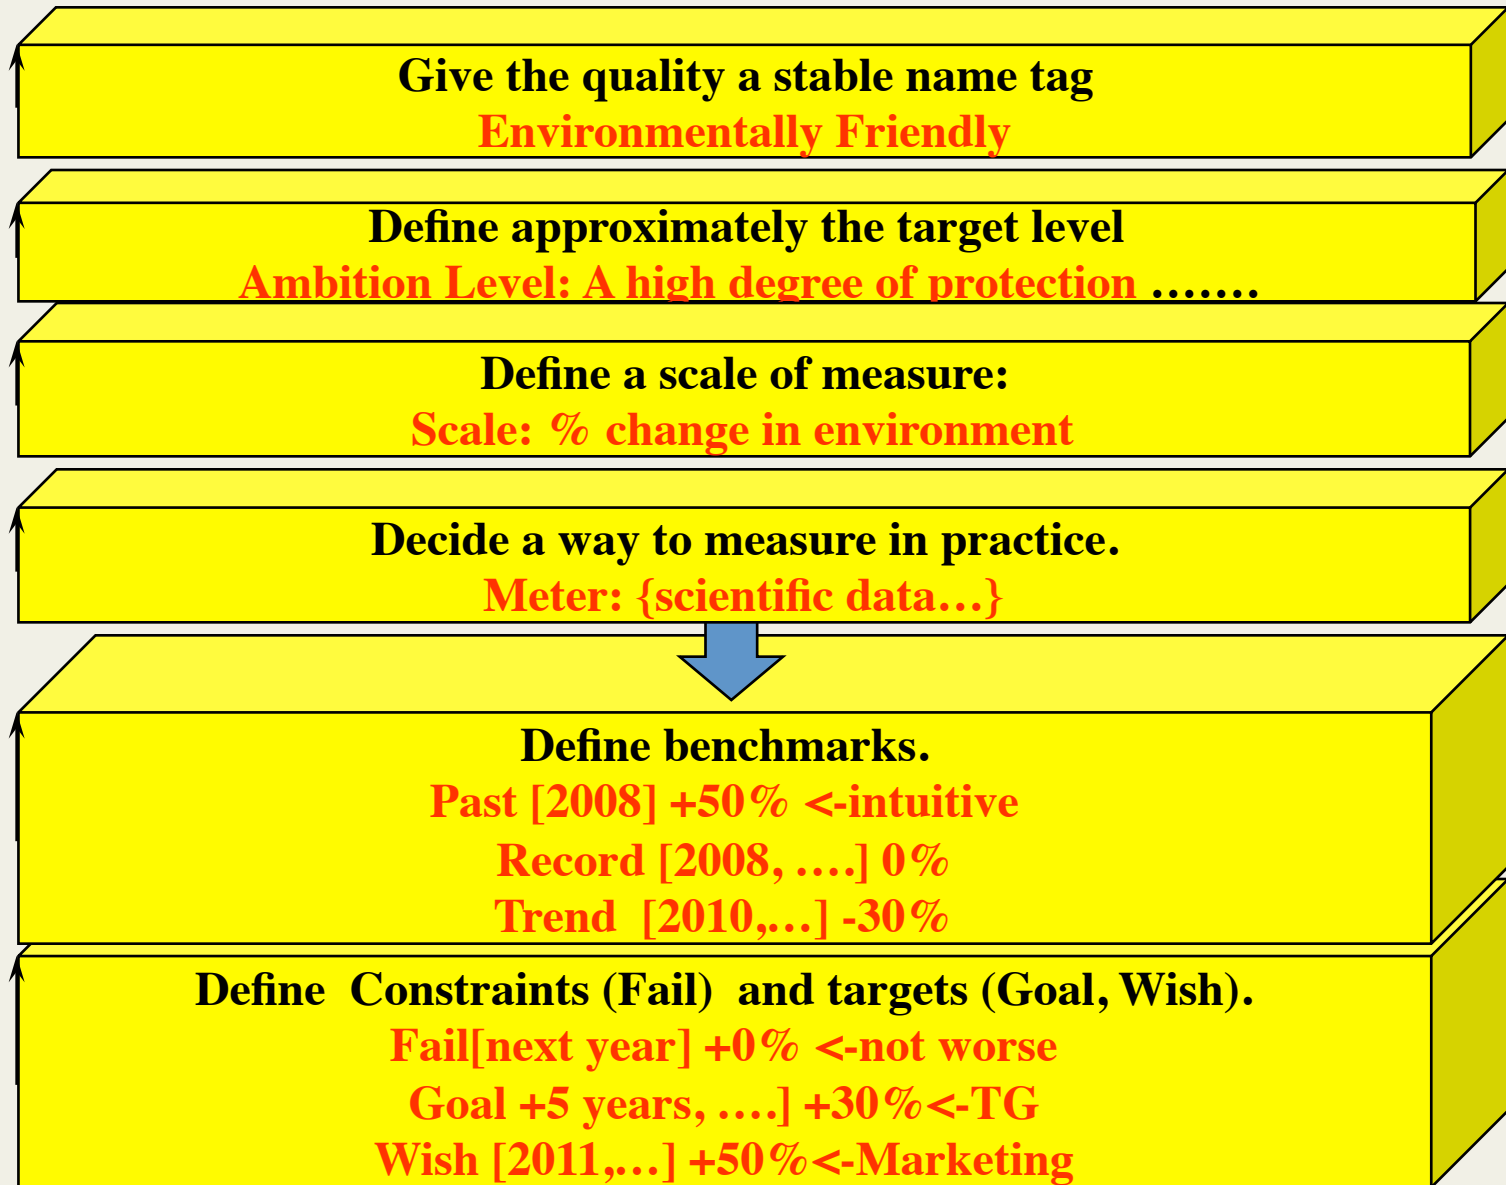 Give the quality a stable name tag
Environmentally Friendly
Define approximately the target level
Ambition Level: A high degree of protection …….
Define a scale of measure:
Scale: % change in environment
Decide a way to measure in practice.
Meter: {scientific data…}
Define benchmarks.
Past [2008] +50% <-intuitive
Record [2008, ….] 0%
Trend [2010,…] -30%
Define Constraints (Fail) and targets (Goal, Wish).
Fail[next year] +0% <-not worse
Goal +5 years, ….] +30%<-TG
Wish [2011,…] +50%<-Marketing